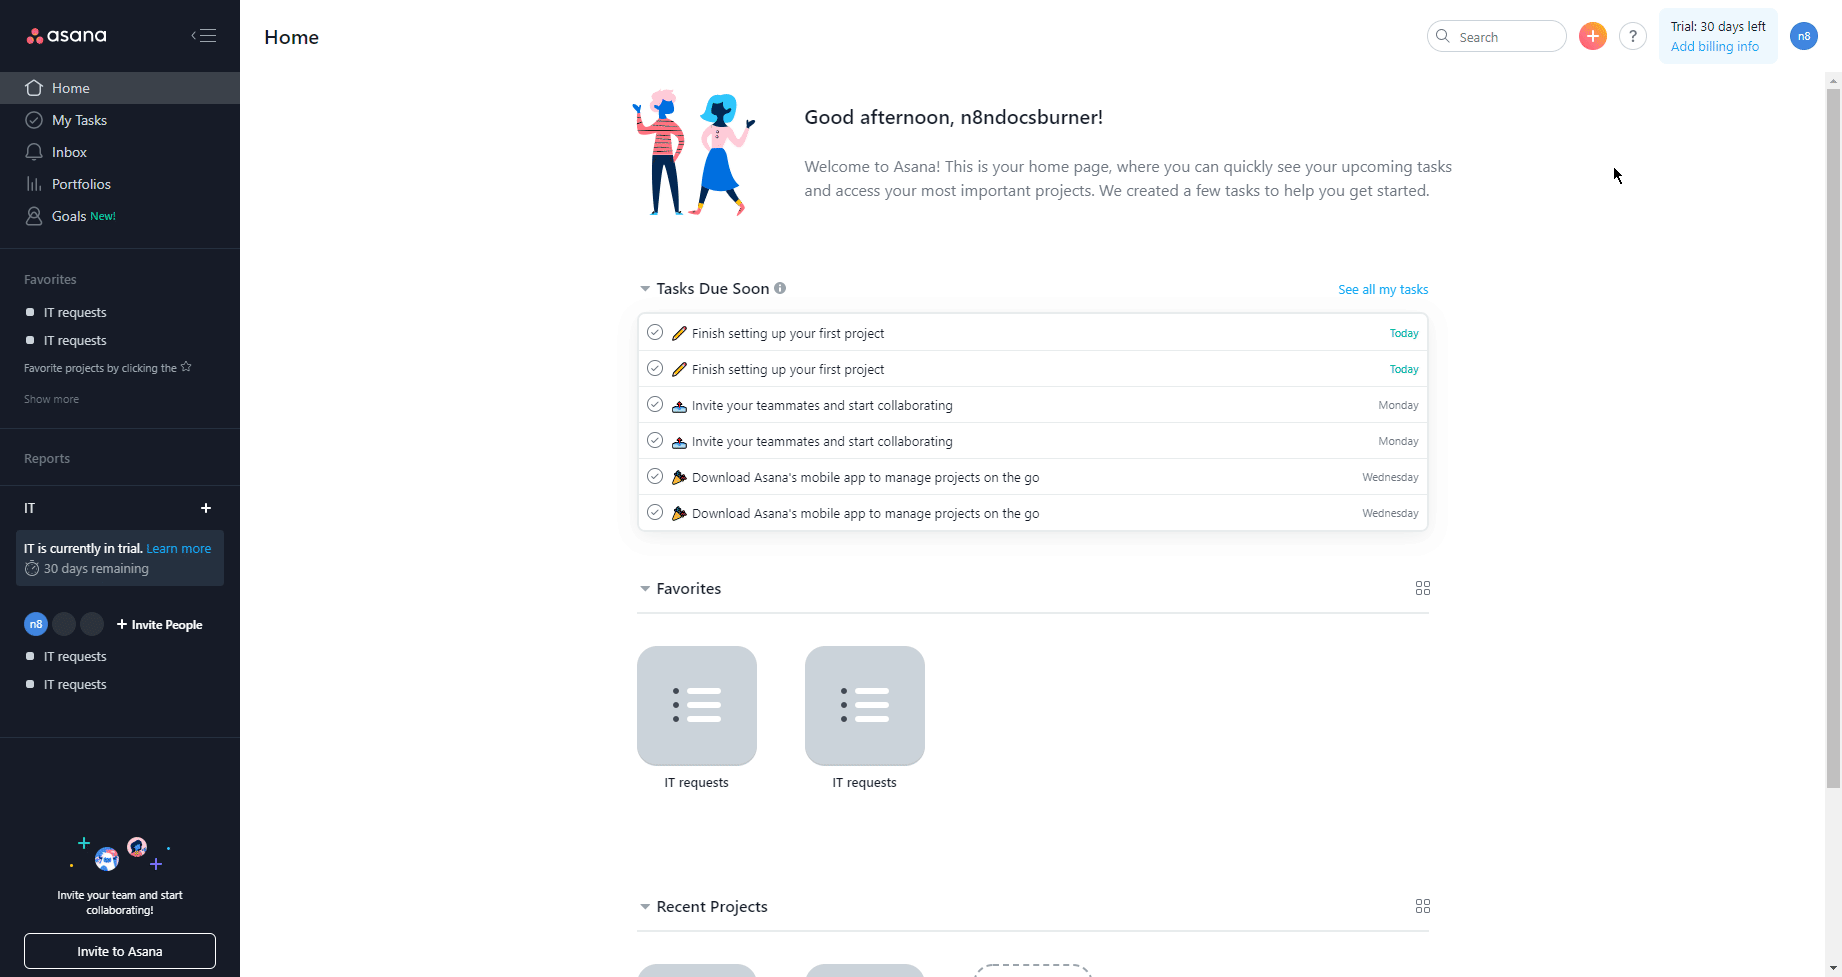 asana
Home
My Tasks
Inbox
Portfolios
Goals New!
Favorites
IT requests
IT requests
Favorite projects by clicking the
Show more
Reports
IT
IT is currently in trial. Learn more
30 days remaining
n8
Invite People
IT requests
IT requests
Invite your team and start
collaborating!
Invite to Asana
Home
Search
?
Trial: 30 days left
Add billing info
n8
Good afternoon, n8ndocsburner!
Welcome to Asana! This is your home page, where you can quickly see your upcoming tasks
and access your most important projects. We created a few tasks to help you get started.
Tasks Due Soon
See all my tasks
Finish setting up your first project Today
Finish setting up your first project Today
Invite your teammates and start collaborating Monday
Invite your teammates and start collaborating Monday
Download Asana's mobile app to manage projects on the go Wednesday
Download Asana's mobile app to manage projects on the go Wednesday
Favorites
IT requests IT requests
Recent Projects